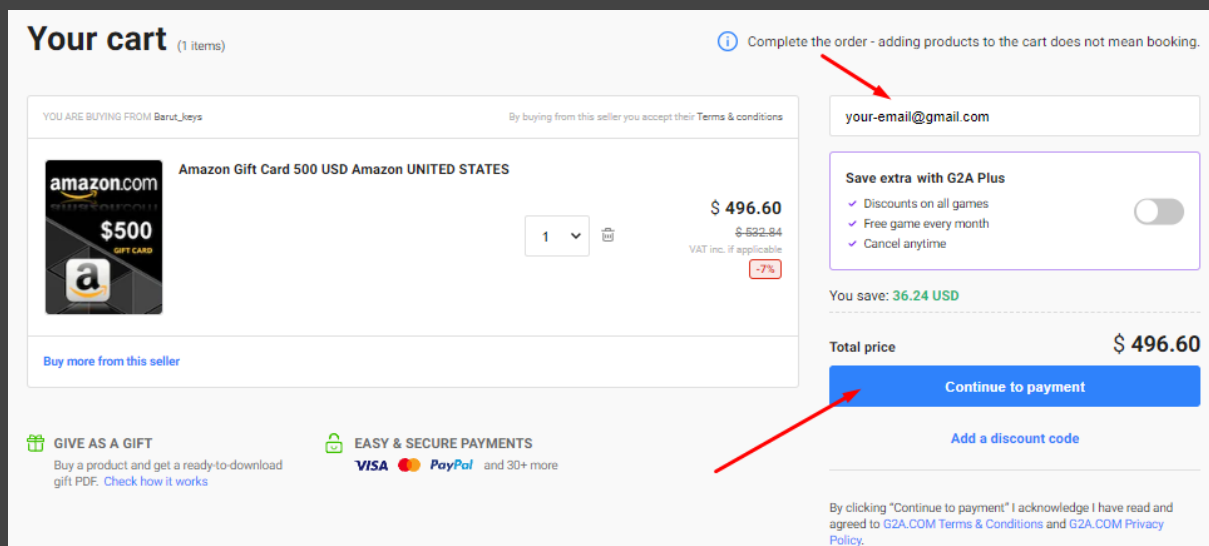 Your cart (1 items)
Complete the order - adding products to the cart does not mean booking.
YOU ARE BUYING FROM Barut_keys
By buying from this seller you accept their Terms & conditions
amazon.com
$500
GIFT CARD
a
Amazon Gift Card 500 USD Amazon UNITED STATES
1
$ 496.60
$ 532.84
VAT inc. if applicable
-7%
Buy more from this seller
GIVE AS A GIFT
Buy a product and get a ready-to-download
gift PDF. Check how it works
EASY & SECURE PAYMENTS
VISA PayPal and 30+ more
your-email@gmail.com
Save extra with G2A Plus
Discounts on all games
Free game every month
Cancel anytime
You save: 36.24 USD
Total price $ 496.60
Continue to payment
Add a discount code
By clicking "Continue to payment" I acknowledge I have read and
agreed to G2A.COM Terms & Conditions and G2A.COM Privacy
Policy.